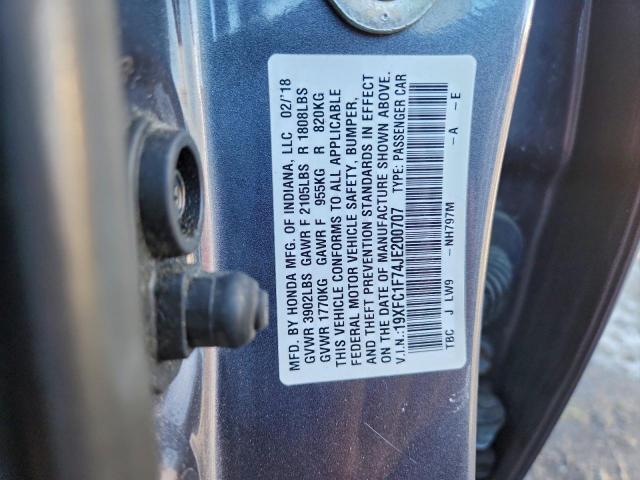 MFD. BY HONDA MFG. OF INDIANA, LLC 02/'18
GVWR 3902LBS GAWR F 2105LBS R 1808LBS
GVWR 1770KG GAWR F 955KG R 820KG
THIS VEHICLE CONFORMS TO ALL APPLICABLE
FEDERAL MOTOR VEHICLE SAFETY, BUMPER,
AND THEFT PREVENTION STANDARDS IN EFFECT
ON THE DATE OF MANUFACTURE SHOWN ABOVE.
V.I.N.:19XFC1F74JE200707 TYPE: PASSENGER CAR
TBC J LW9 - NH797M - A - E